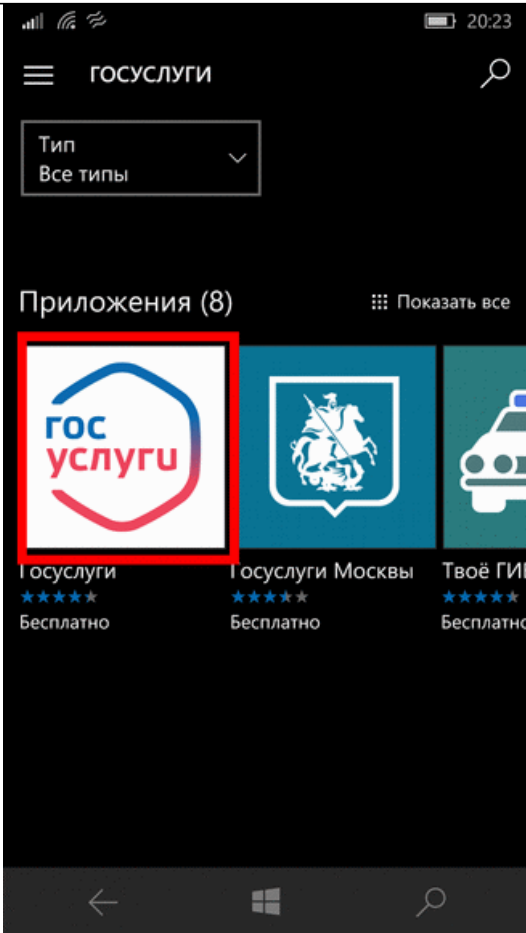 20:23
ГОСУСЛУГИ
Тип
Все типы
Приложения (8)
Показать все
гос
услуги
Госуслуги
Бесплатно
Госуслуги Москвы
Бесплатно
Твоё ГИ
Бесплатно